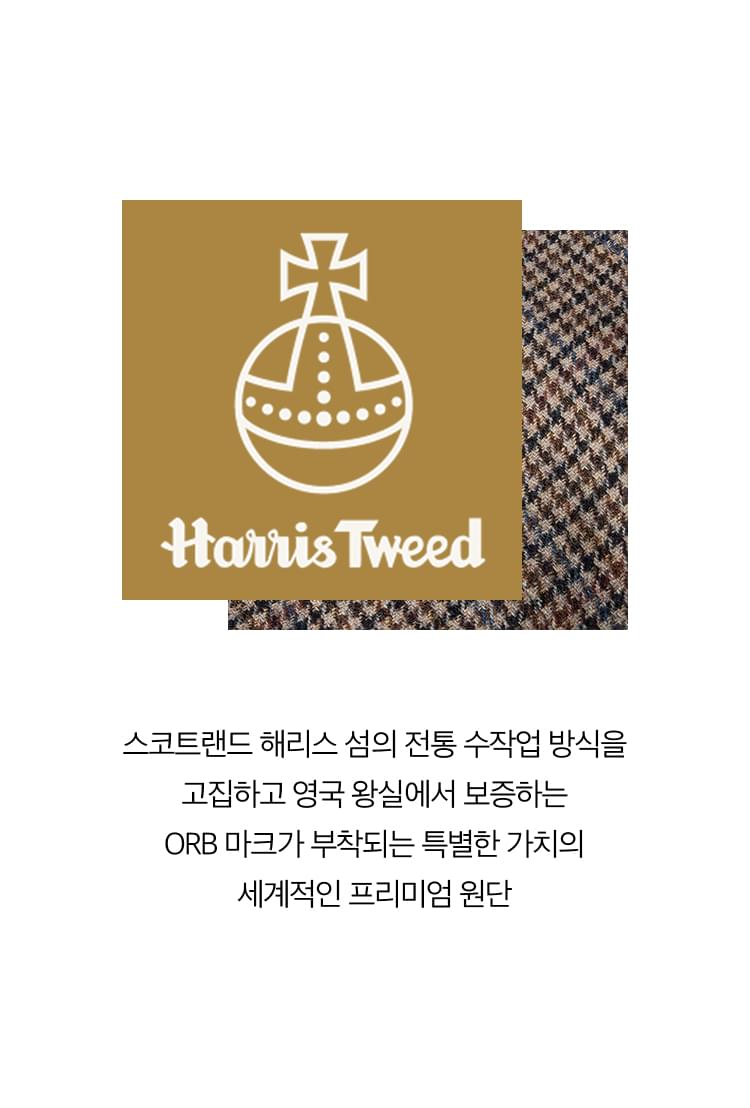 Harris Tweed
스코트랜드 해리스 섬의 전통 수작업 방식을
고집하고 영국 왕실에서 보증하는
ORB 마크가 부착되는 특별한 가치의
세계적인 프리미엄 원단